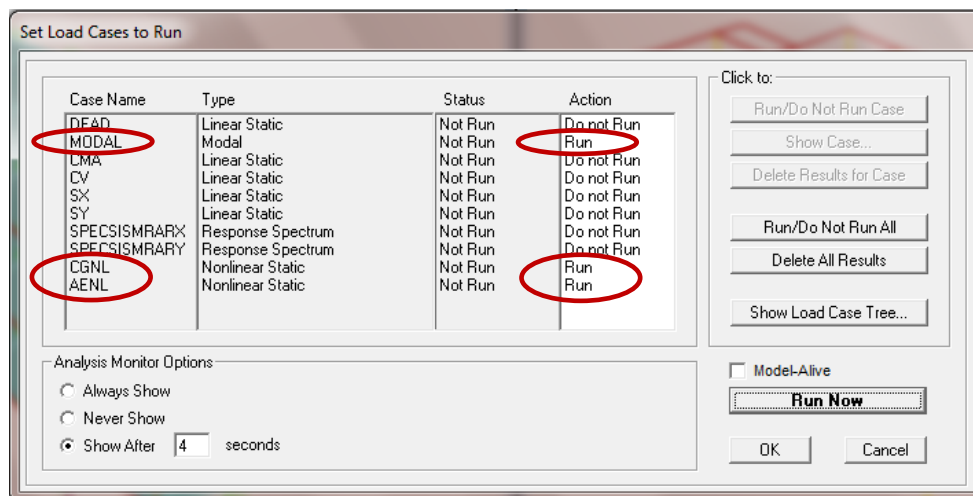 Set Load Cases to Run
Click to:
Case Name Type Status Action
DEAD Linear Static Not Run Do not Run
MODAL Modal Not Run Run
CMA Linear Static Not Run Do not Run
CV Linear Static Not Run Do not Run
SX Linear Static Not Run Do not Run
SY Linear Static Not Run Do not Run
SPECSISMRARX Response Spectrum Not Run Do not Run
SPECSISMRARY Response Spectrum Not Run Do not Run
CGNL Nonlinear Static Not Run Run
AENL Nonlinear Static Not Run Run
Run/Do Not Run Case
Show Case...
Delete Results for Case
Run/Do Not Run All
Delete All Results
Show Load Case Tree...
Analysis Monitor Options
Always Show
Never Show
Show After 4 seconds
Model-Alive
Run Now
OK Cancel